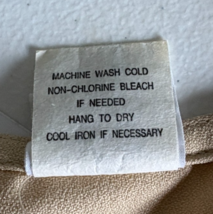 MACHINE WASH COLD
NON-CHLORINE BLEACH
IF NEEDED
HANG TO DRY
COOL IRON IF NECESSARY